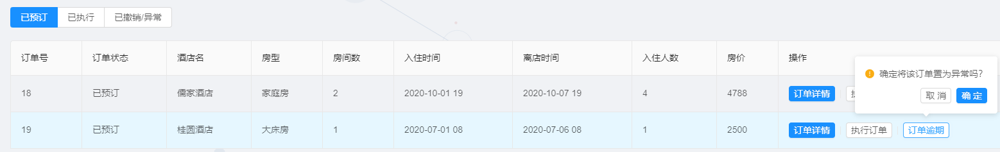 已预订 已执行 已撤销/异常
订单号 订单状态 酒店名 房型 房间数 入住时间 离店时间 入住人数 房价 操作
确定将该订单置为异常吗?
取 消 确 定
18 已预订 儒家酒店 家庭房 2 2020-10-01 19 2020-10-07 19 4 4788 订单详情
19 已预订 桂圆酒店 大床房 1 2020-07-01 08 2020-07-06 08 1 2500 订单详情 执行订单 订单逾期